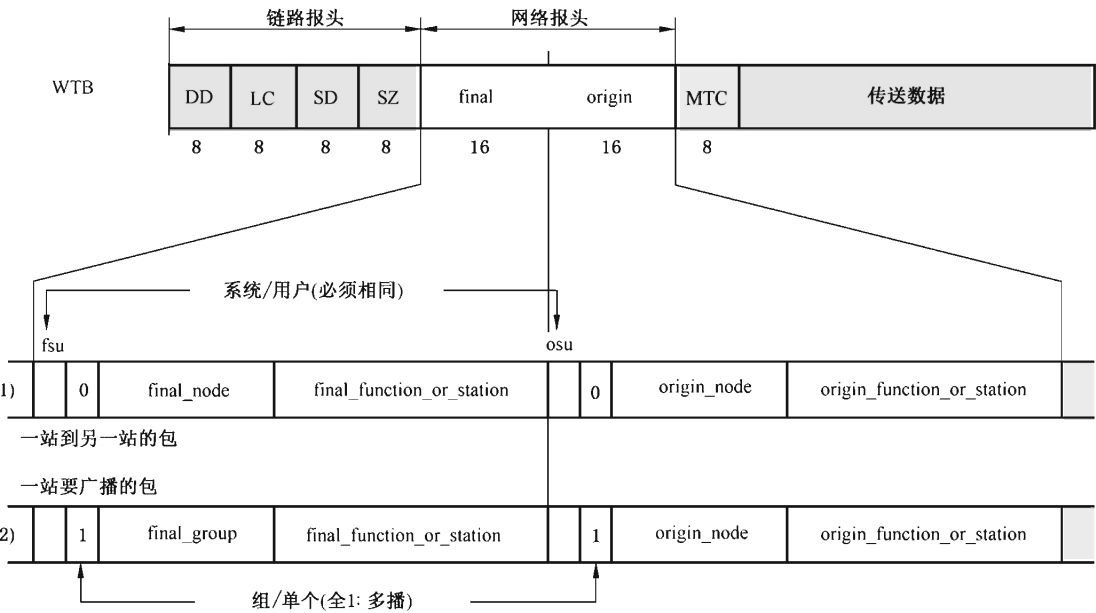 链路报头 网络报头
WTB DD LC SD SZ final origin MTC 传送数据
8 8 8 8 16 16 8
系统/用户(必须相同)
fsu osu
1) 0 final_node final_function_or_station 0 origin_node origin_function_or_station
一站到另一站的包
一站要广播的包
2) 1 final_group final_function_or_station 1 origin_node origin_function_or_station
组/单个(全1: 多播)